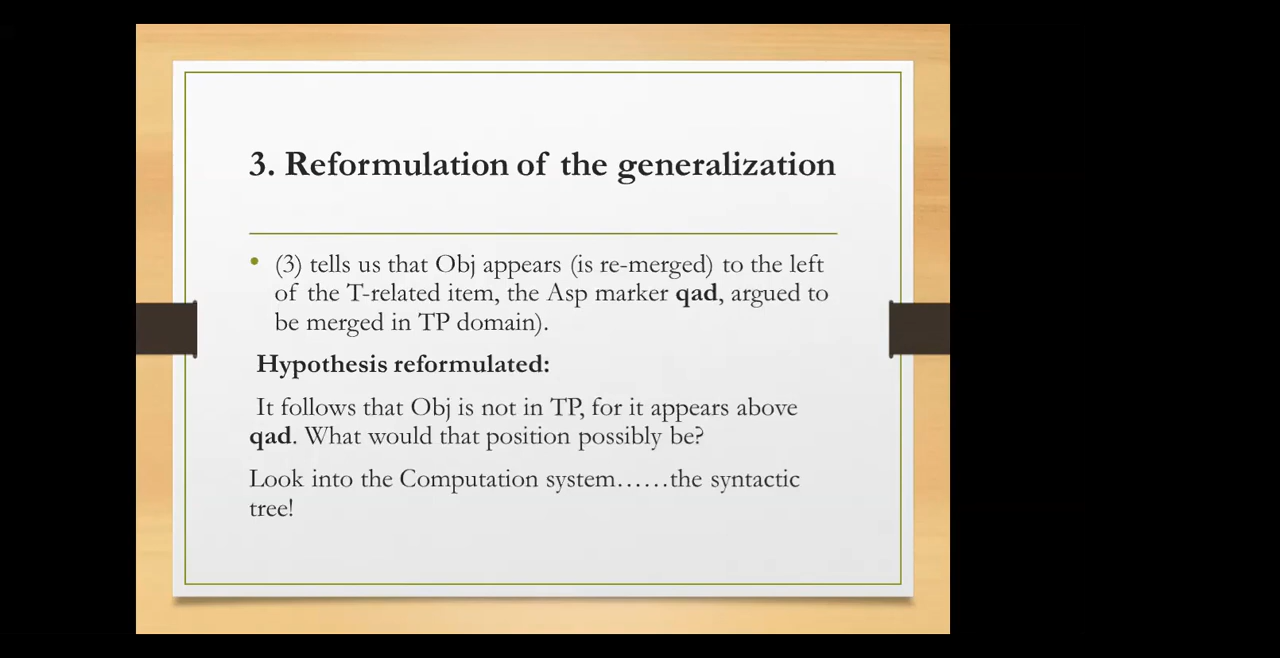 3. Reformulation of the generalization
• (3) tells us that Obj appears (is re-merged) to the left
of the T-related item, the Asp marker qad, argued to
be merged in TP domain).
Hypothesis reformulated:
It follows that Obj is not in TP, for it appears above
qad. What would that position possibly be?
Look into the Computation system……the syntactic
tree!